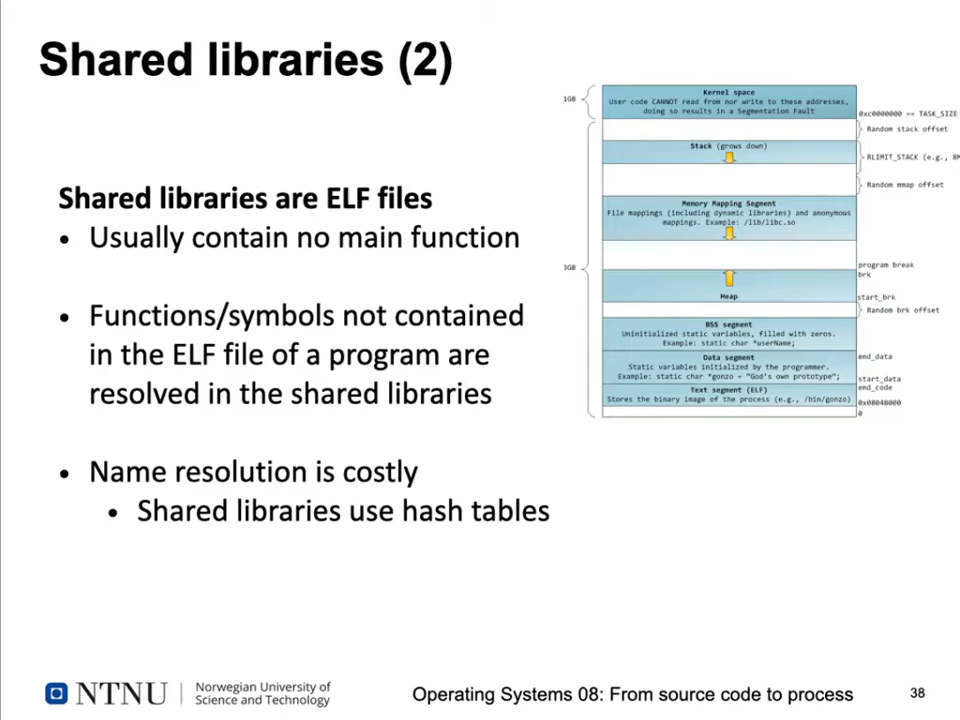 Shared libraries (2)
Shared libraries are ELF files
• Usually contain no main function
• Functions/symbols not contained
in the ELF file of a program are
resolved in the shared libraries
• Name resolution is costly
• Shared libraries use hash tables
1GB
Kernel space
User code CANNOT read from nor write to these addresses,
doing so results in a Segmentation Fault
0xc0000000 == TASK_SIZE
Random stack offset
Stack (grows down)
RLIMIT_STACK (e.g., 8M
Random mmap offset
Memory Mapping Segment
File mappings (including dynamic libraries) and anonymous
mappings. Example: /lib/libc.so
3GB
program break
brk
Heap
start_brk
Random brk offset
BSS segment
Uninitialized static variables, filled with zeros.
Example: static char *userName;
Data segment
Static variables initialized by the programmer.
Example: static char *gonzo = "God's own prototype";
end_data
start_data
Text segment (ELF)
Stores the binary image of the process (e.g., /bin/gonzo)
end_code
0x08048000
0
NTNU
Norwegian University of
Science and Technology
Operating Systems 08: From source code to process
38